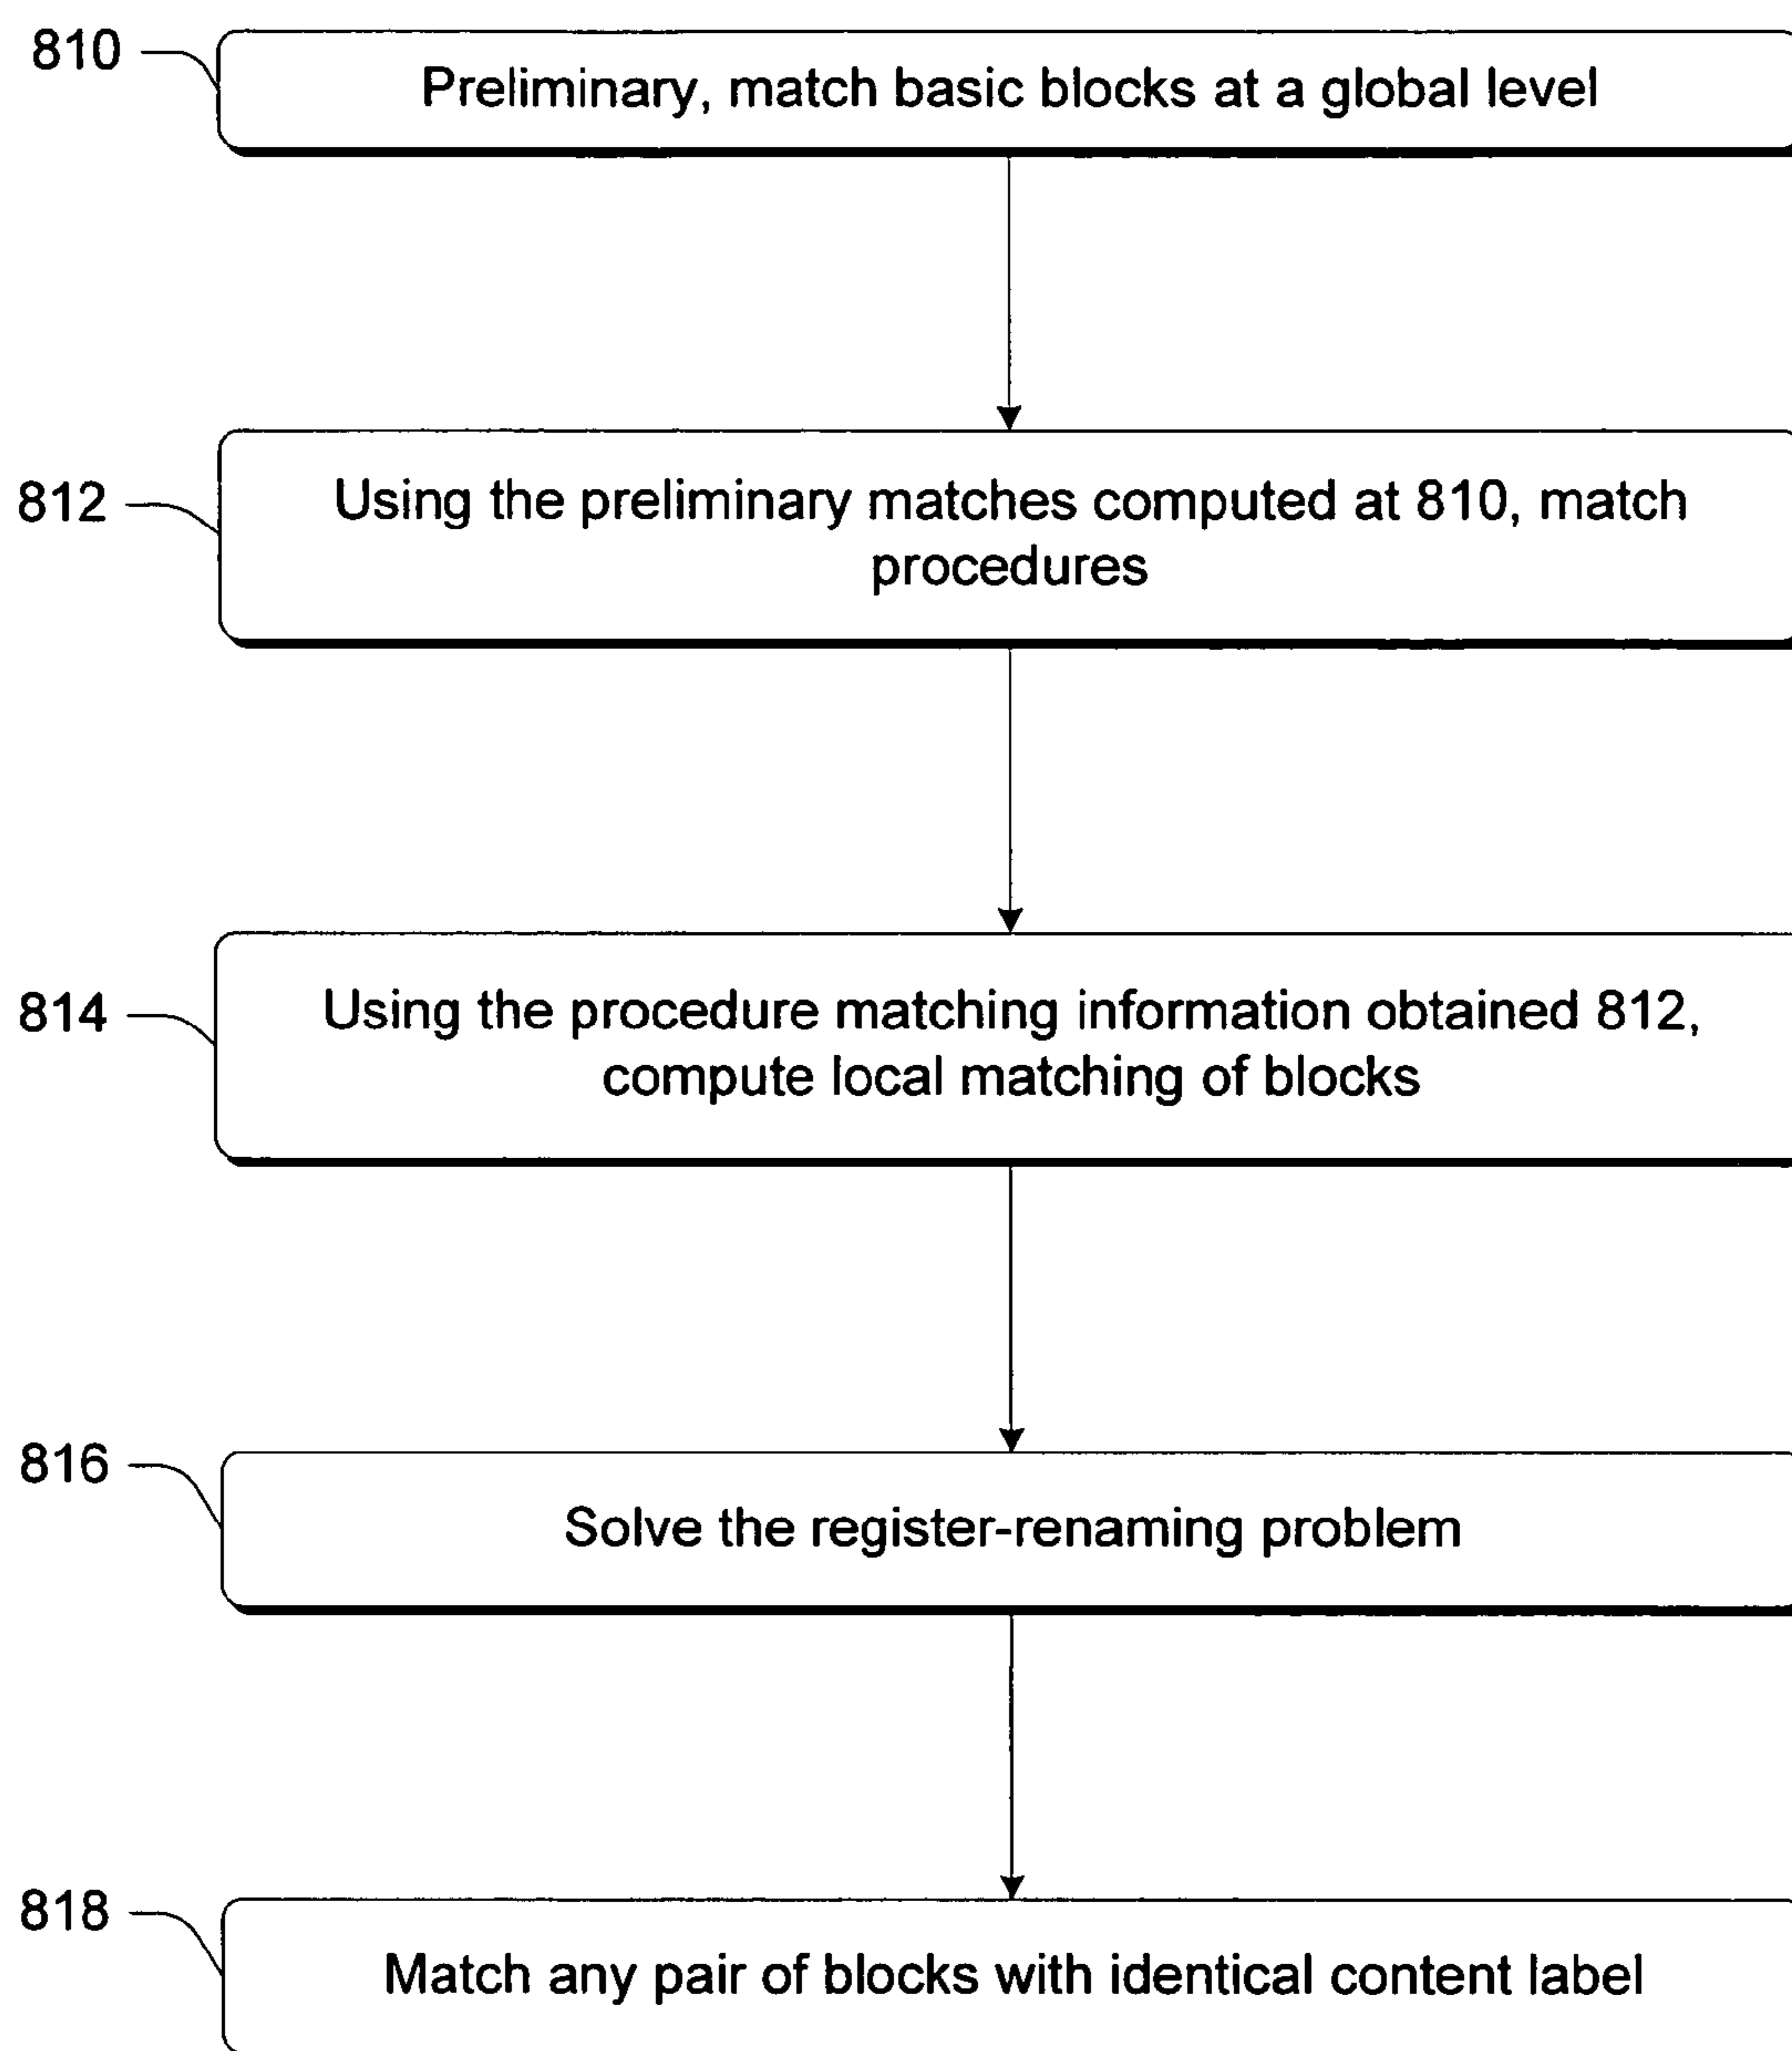 810
Preliminary, match basic blocks at a global level
812
Using the preliminary matches computed at 810, match
procedures
814
Using the procedure matching information obtained 812,
compute local matching of blocks
816
Solve the register-renaming problem
818
Match any pair of blocks with identical content label